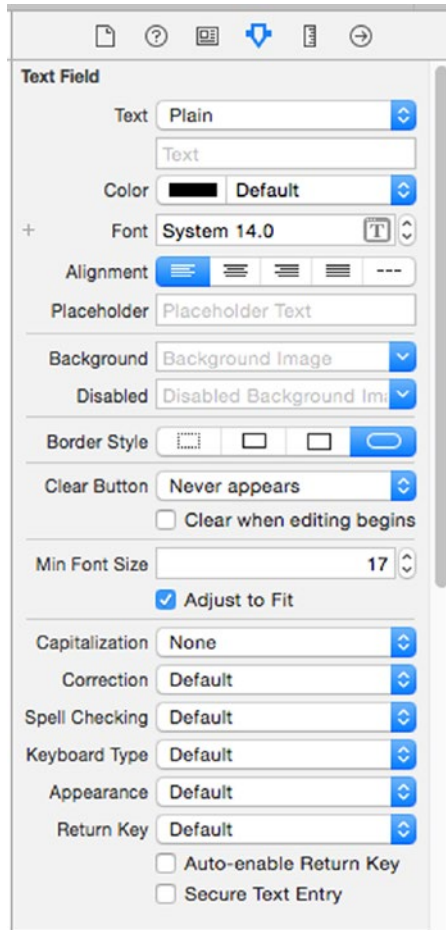 Text Field
Text Plain
Text
Color Default
+ Font System 14.0 T
Alignment ---
Placeholder Placeholder Text
Background Background Image
Disabled Disabled Background Ima
Border Style
Clear Button Never appears
Clear when editing begins
Min Font Size 17
Adjust to Fit
Capitalization None
Correction Default
Spell Checking Default
Keyboard Type Default
Appearance Default
Return Key Default
Auto-enable Return Key
Secure Text Entry